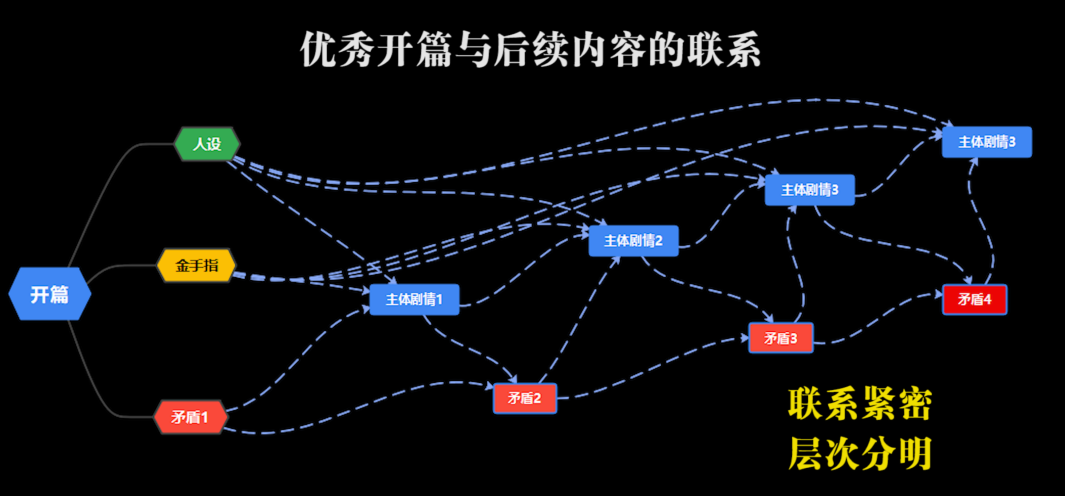 优秀开篇与后续内容的联系
人设
主体剧情3
主体剧情3
主体剧情2
金手指
开篇
主体剧情1
矛盾4
矛盾3
矛盾2
矛盾1
联系紧密
层次分明